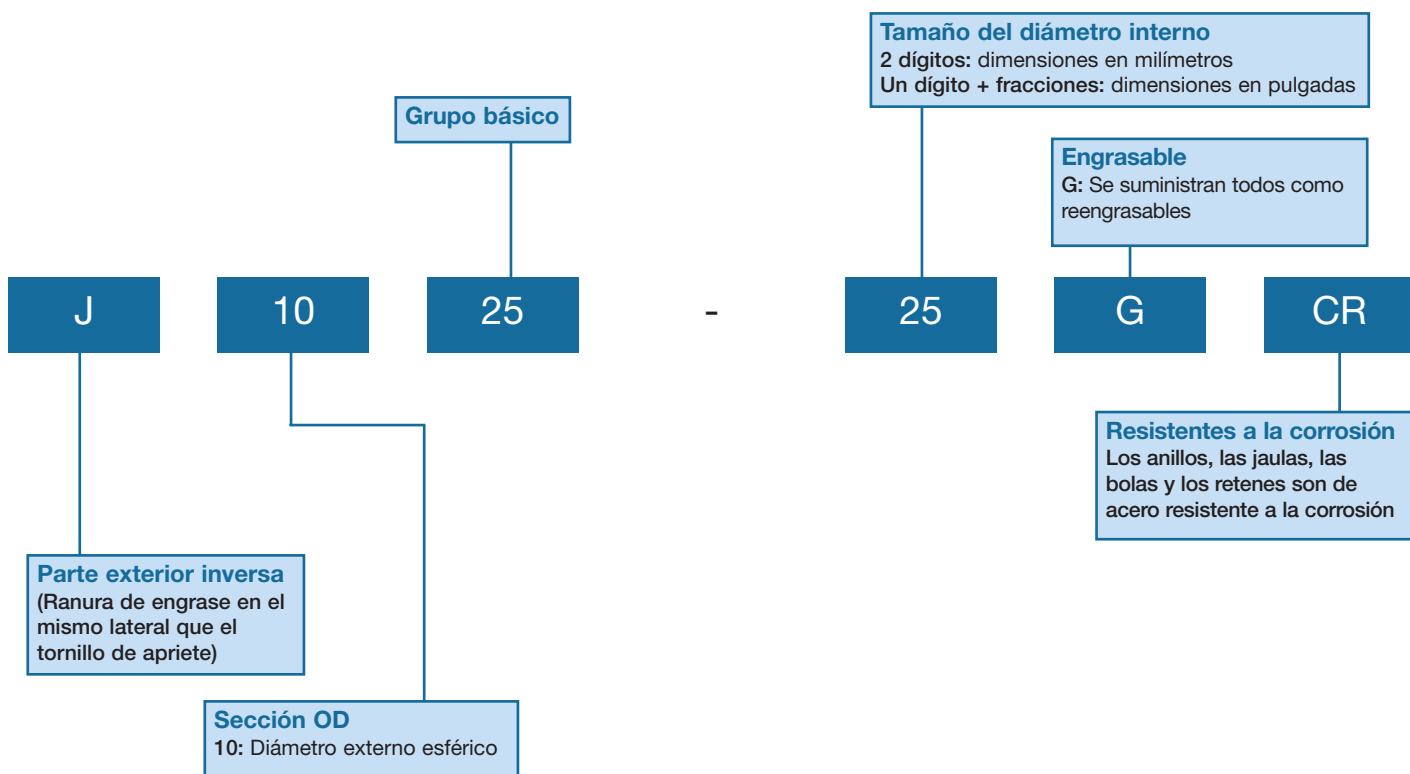 Tamaño del diámetro interno
2 dígitos: dimensiones en milímetros
Un dígito + fracciones: dimensiones en pulgadas
Grupo básico
Engrasable
G: Se suministran todos como
reengrasables
J 10 25 - 25 G CR
Resistentes a la corrosión
Los anillos, las jaulas, las
bolas y los retenes son de
acero resistente a la corrosión
Parte exterior inversa
(Ranura de engrase en el
mismo lateral que el
tornillo de apriete)
Sección OD
10: Diámetro externo esférico